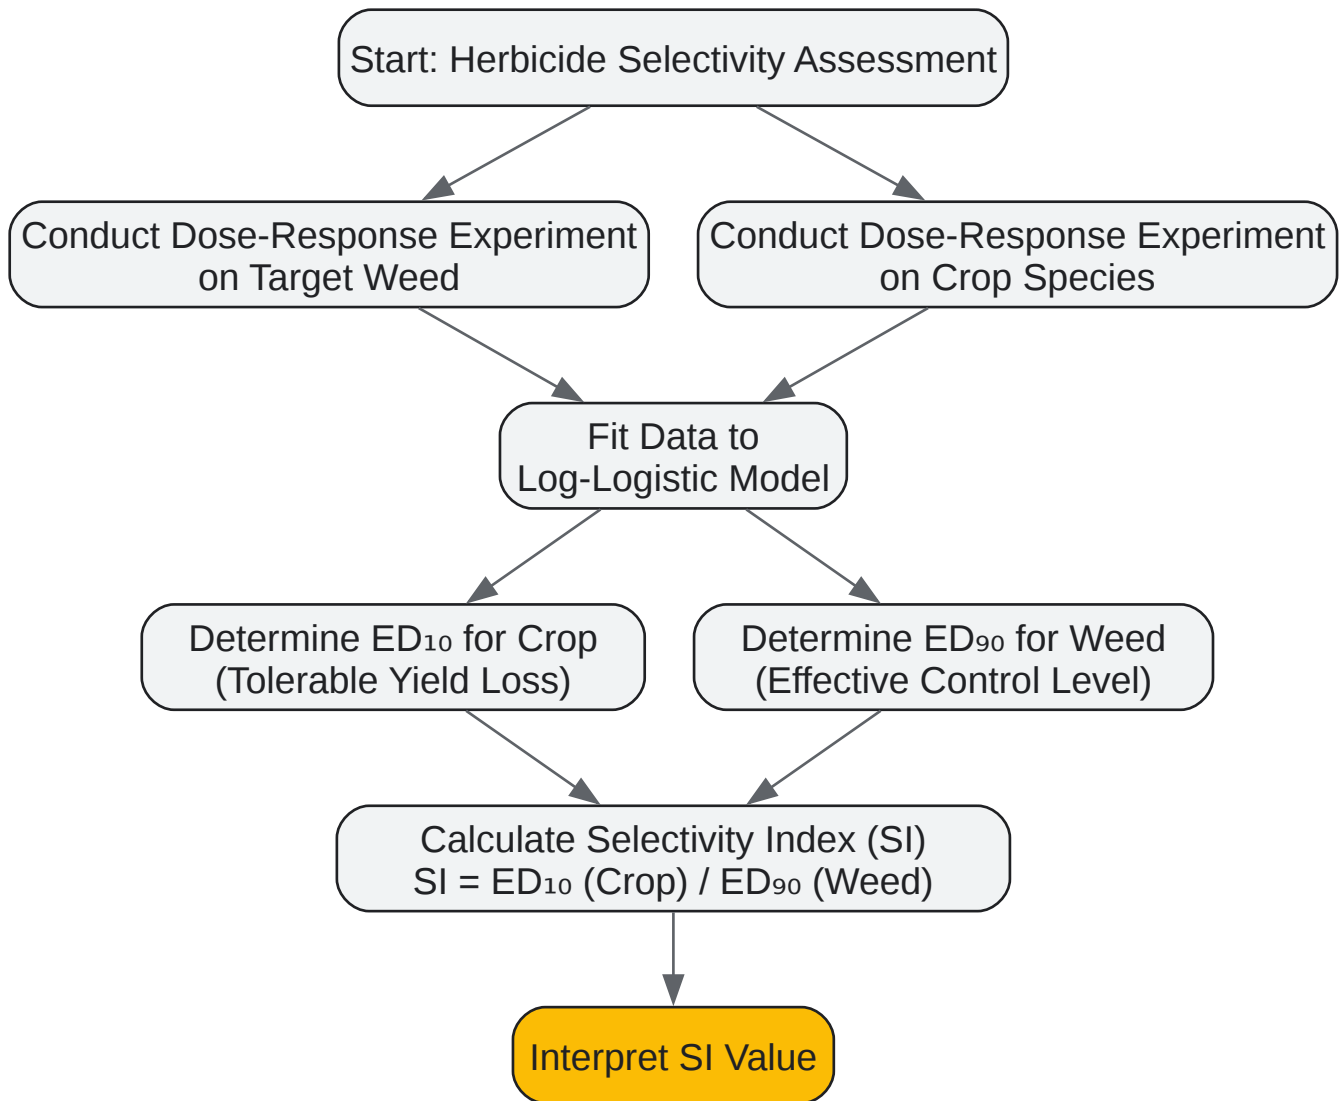 Start: Herbicide Selectivity Assessment
Conduct Dose-Response Experiment
on Target Weed
Conduct Dose-Response Experiment
on Crop Species
Fit Data to
Log-Logistic Model
Determine ED₁₀ for Crop
(Tolerable Yield Loss)
Determine ED₉₀ for Weed
(Effective Control Level)
Calculate Selectivity Index (SI)
SI = ED₁₀ (Crop) / ED₉₀ (Weed)
Interpret SI Value